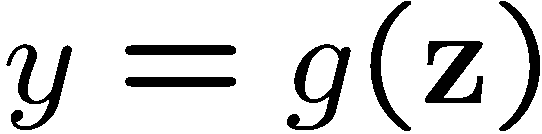 y = g(𝐳)